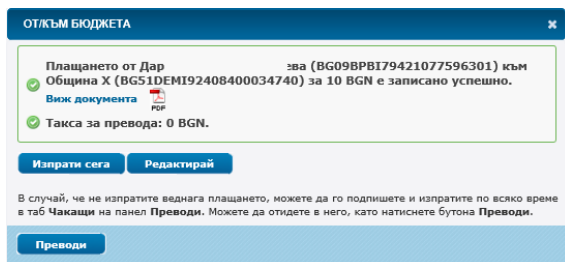 ОТ/КЪМ БЮДЖЕТА
Плащането от Дар ева (BG09BPBI79421077596301) към
Община X (BG51DEMI92408400034740) за 10 BGN е записано успешно.
Виж документа PDF
Такса за превода: 0 BGN.
Изпрати сега Редактирай
В случай, че не изпратите веднага плащането, можете да го подпишете и изпратите по всяко време
в таб Чакащи на панел Преводи. Можете да отидете в него, като натиснете бутона Преводи.
Преводи